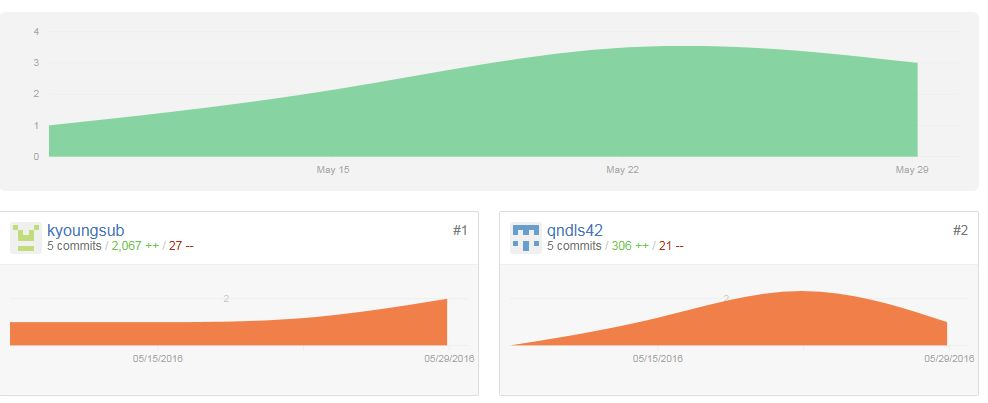 4
3
2
1
0
May 15 May 22 May 29
kyoungsub #1
5 commits / 2,067 ++ / 27 --
2
05/15/2016 05/29/2016
qndls42 #2
5 commits / 306 ++ / 21 --
2
05/15/2016 05/29/2016